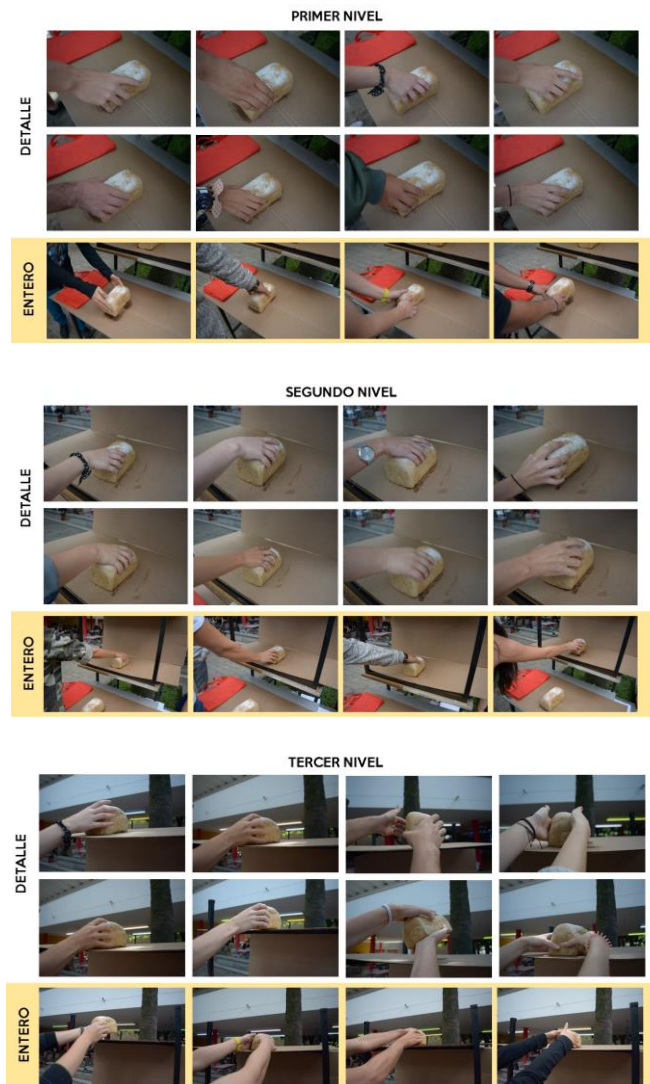 PRIMER NIVEL
DETALLE
ENTERO
SEGUNDO NIVEL
DETALLE
ENTERO
TERCER NIVEL
DETALLE
ENTERO